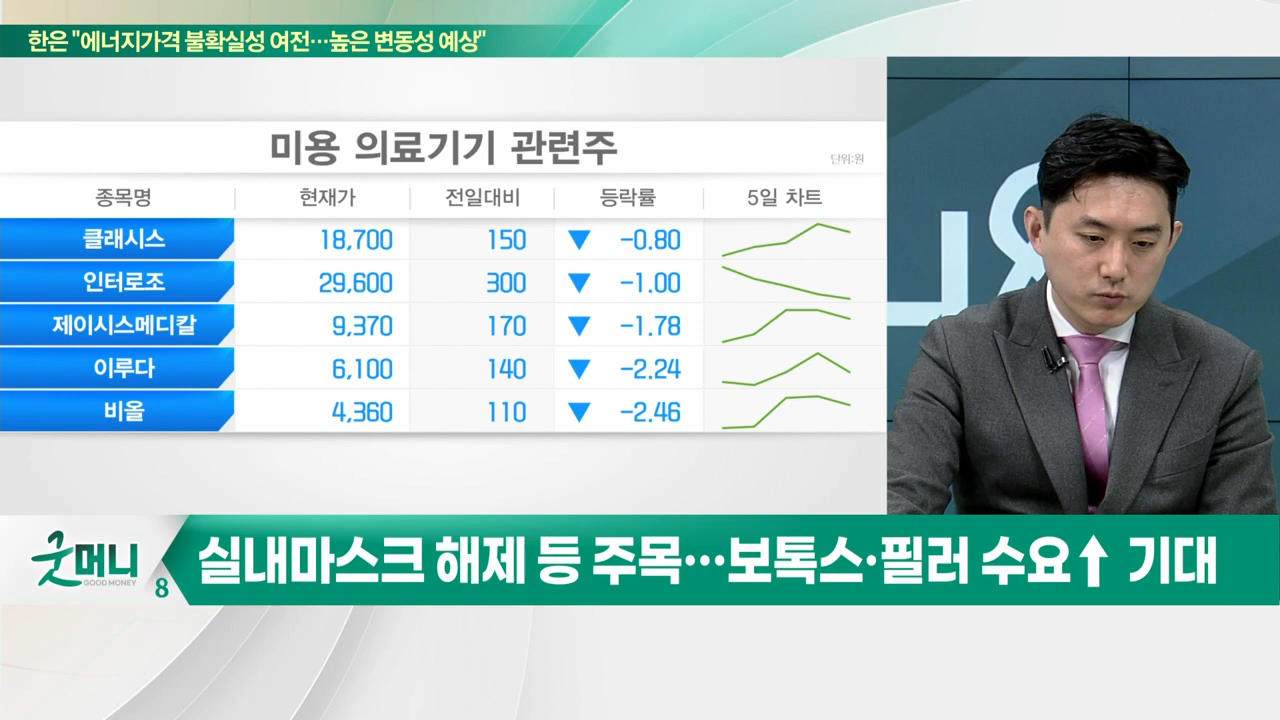 한은 "에너지가격 불확실성 여전…높은 변동성 예상"
미용 의료기기 관련주
단위:원
종목명 현재가 전일대비 등락률 5일 차트
클래시스 18,700 150 ▼ -0.80
인터로조 29,600 300 ▼ -1.00
제이시스메디칼 9,370 170 ▼ -1.78
이루다 6,100 140 ▼ -2.24
비올 4,360 110 ▼ -2.46
굿머니
GOOD MONEY
8
실내마스크 해제 등 주목…보톡스·필러 수요↑ 기대